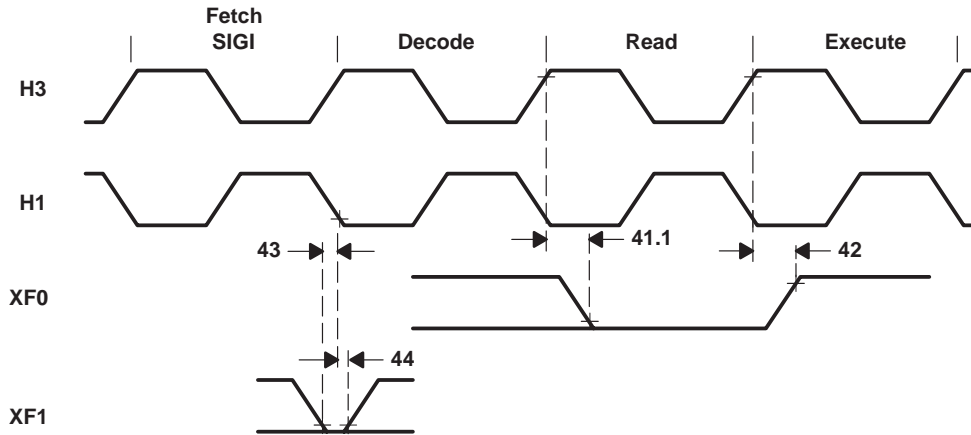 Fetch
SIGI
Decode
Read
Execute
H3
H1
43
41.1
42
XF0
44
XF1